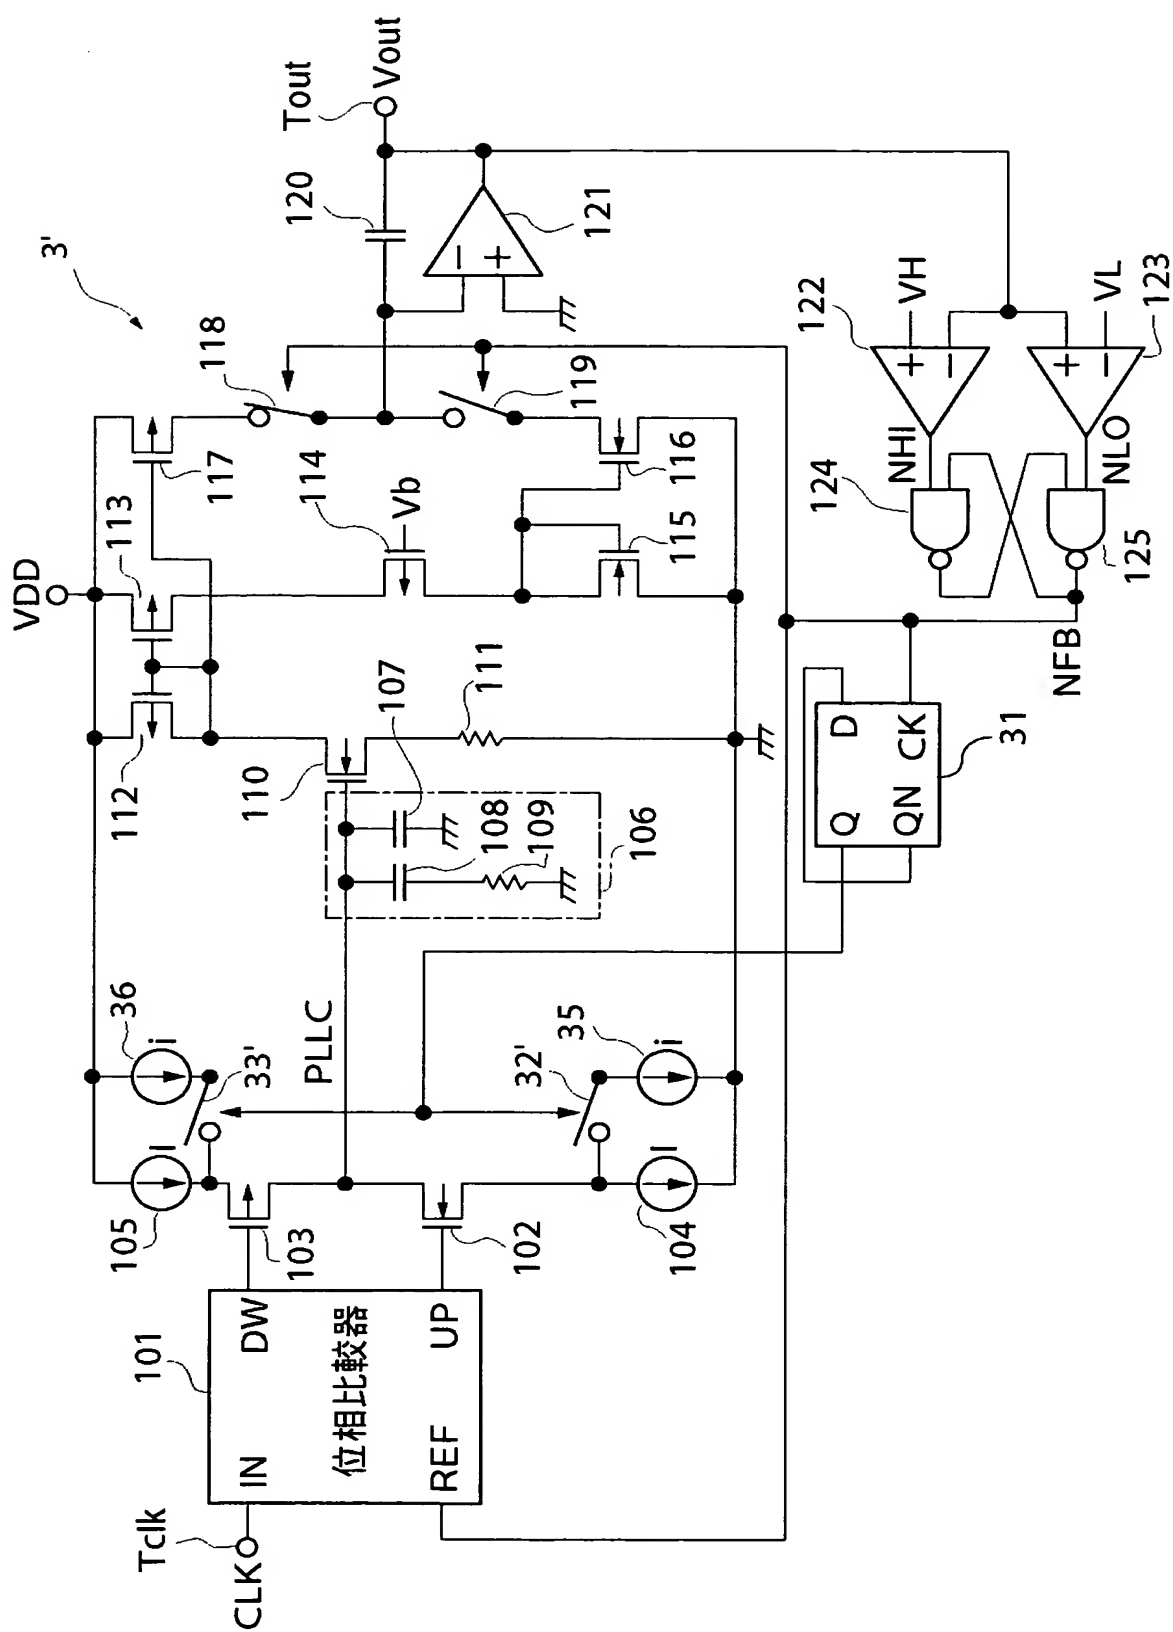 3'
VDD
Tout
Vout
120
121
118
119
117
116
113
114
Vb
115
112
110
111
107
108
109
106
36
i
33'
PLLC
32'
35
i
105
I
103
102
104
I
101
DW
UP
位相比較器
IN
REF
Tclk
CLK
122
VH
+
−
NHI
124
VL
123
+
−
NLO
125
NFB
D
Q
CK
QN
31
−
+